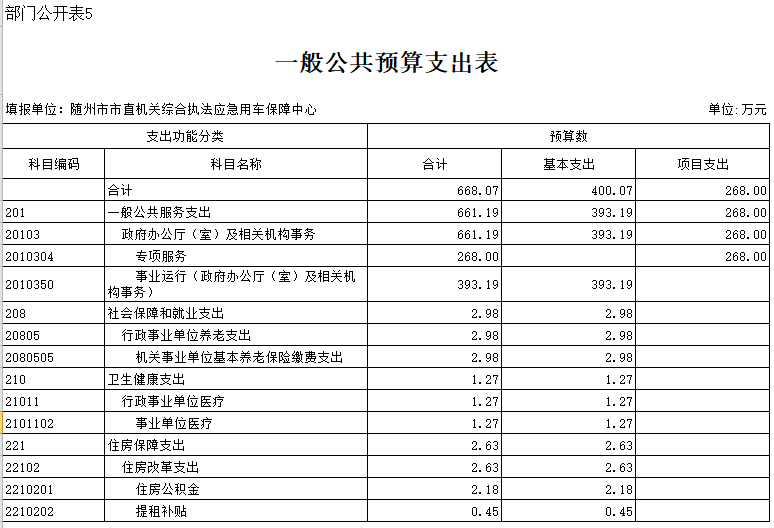 部门公开表5
一般公共预算支出表
填报单位：随州市市直机关综合执法应急用车保障中心 单位:万元
支出功能分类 预算数
科目编码 科目名称 合计 基本支出 项目支出
合计 668.07 400.07 268.00
201 一般公共服务支出 661.19 393.19 268.00
20103 政府办公厅（室）及相关机构事务 661.19 393.19 268.00
2010304 专项服务 268.00 268.00
2010350 事业运行（政府办公厅（室）及相关机 393.19 393.19
构事务）
208 社会保障和就业支出 2.98 2.98
20805 行政事业单位养老支出 2.98 2.98
2080505 机关事业单位基本养老保险缴费支出 2.98 2.98
210 卫生健康支出 1.27 1.27
21011 行政事业单位医疗 1.27 1.27
2101102 事业单位医疗 1.27 1.27
221 住房保障支出 2.63 2.63
22102 住房改革支出 2.63 2.63
2210201 住房公积金 2.18 2.18
2210202 提租补贴 0.45 0.45